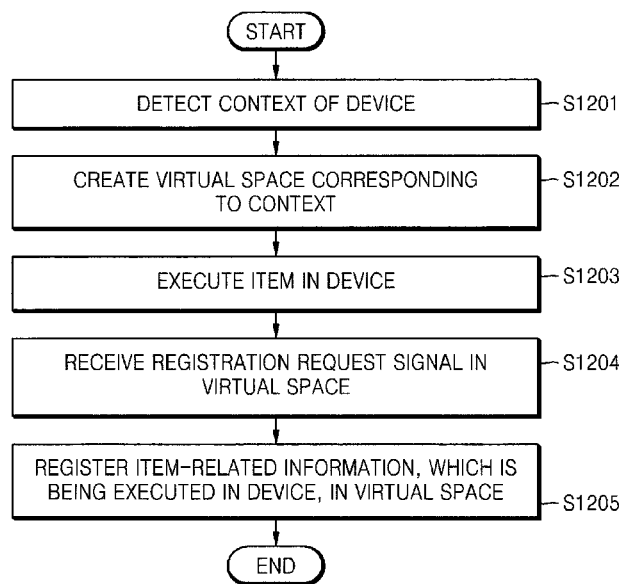 START
DETECT CONTEXT OF DEVICE
S1201
CREATE VIRTUAL SPACE CORRESPONDING
TO CONTEXT
S1202
EXECUTE ITEM IN DEVICE
S1203
RECEIVE REGISTRATION REQUEST SIGNAL IN
VIRTUAL SPACE
S1204
REGISTER ITEM-RELATED INFORMATION, WHICH IS
BEING EXECUTED IN DEVICE, IN VIRTUAL SPACE
S1205
END